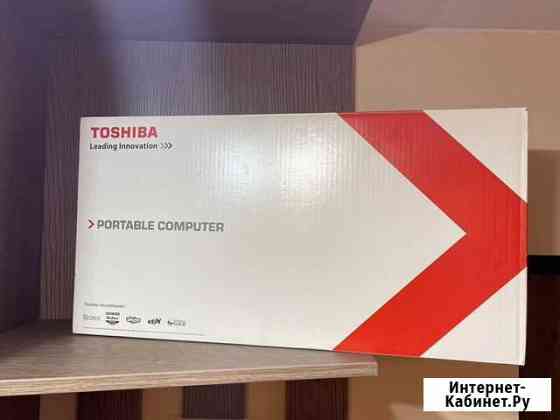 TOSHIBA
Leading Innovation >>>
> PORTABLE COMPUTER
Интернет-
Кабинет.Ру